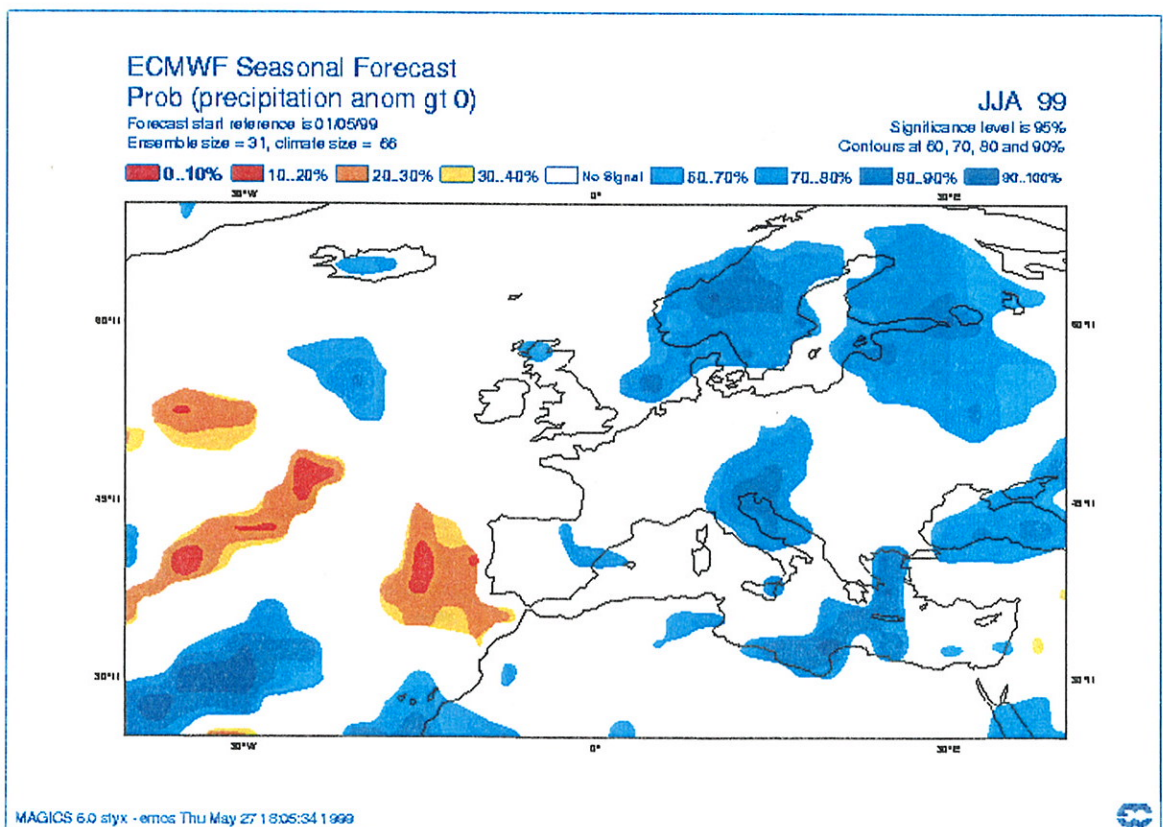 ECMWF Seasonal Forecast
Prob (precipitation anom gt 0)
JJA 99
Forecast start reference is 01/05/99
Significance level is 95%
Ensemble size = 31, climate size = 66
Contours at 60, 70, 80 and 90%
0..10% 10..20% 20..30% 30..40% No Signal 60..70% 70..80% 80..90% 90..100%
30°W 0° 30°E
60°N 60°N
45°N 45°N
30°N 30°N
30°W 0° 30°E
MAGICS 6.0 styx - emos Thu May 27 16:05:34 1999